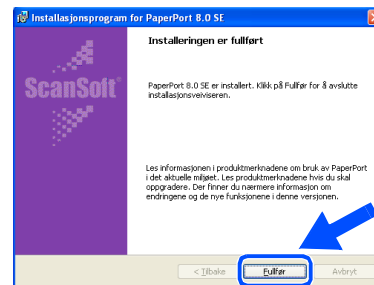 Installasjonsprogram for PaperPort 8.0 SE
Installeringen er fullført
ScanSoft®
PaperPort 8.0 SE er installert. Klikk på Fullfør for å avslutte
installasjonsveiviseren.
Les informasjonen i produktmerknadene om bruk av PaperPort
i det aktuelle miljøet. Les produktmerknadene hvis du skal
oppgradere. Der finner du nærmere informasjon om
endringene og de nye funksjonene i denne versjonen.
< Tilbake
Fullfør
Avbryt